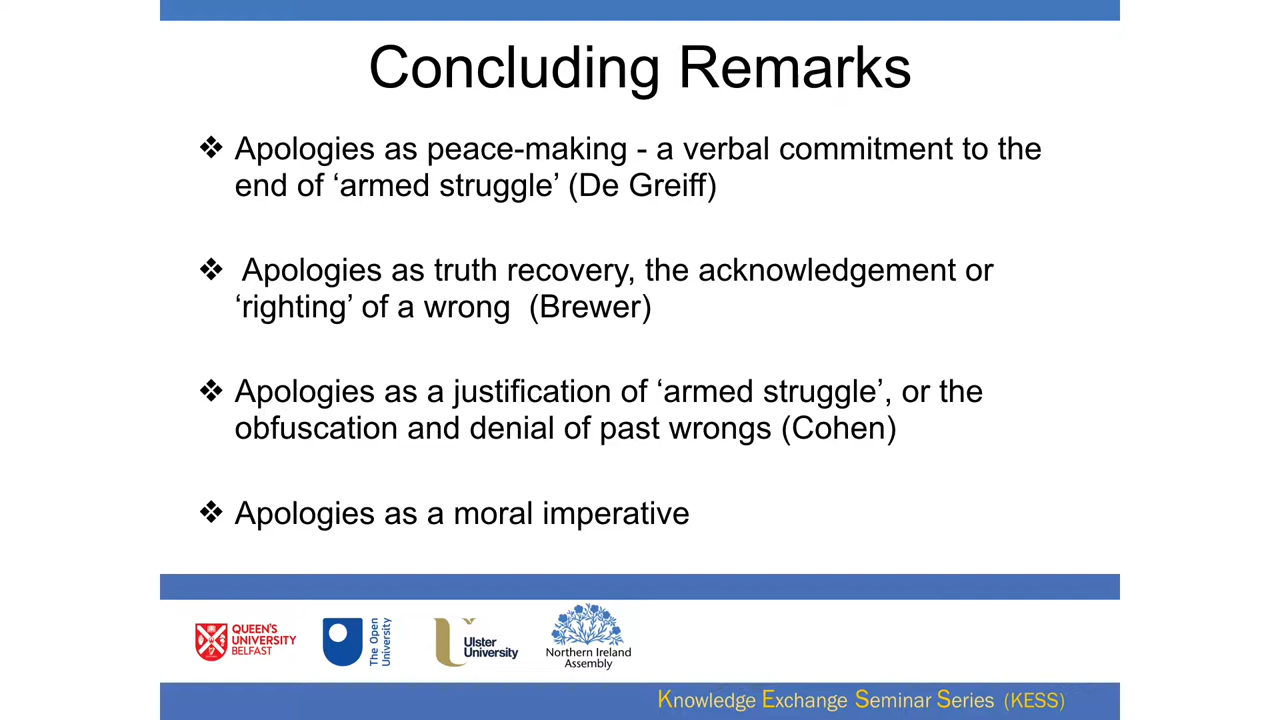 Concluding Remarks
❖ Apologies as peace-making - a verbal commitment to the
end of ‘armed struggle’ (De Greiff)
❖ Apologies as truth recovery, the acknowledgement or
‘righting’ of a wrong (Brewer)
❖ Apologies as a justification of ‘armed struggle’, or the
obfuscation and denial of past wrongs (Cohen)
❖ Apologies as a moral imperative
QUEEN'S
UNIVERSITY
BELFAST
The Open
University
Ulster
University
Northern Ireland
Assembly
Knowledge Exchange Seminar Series (KESS)